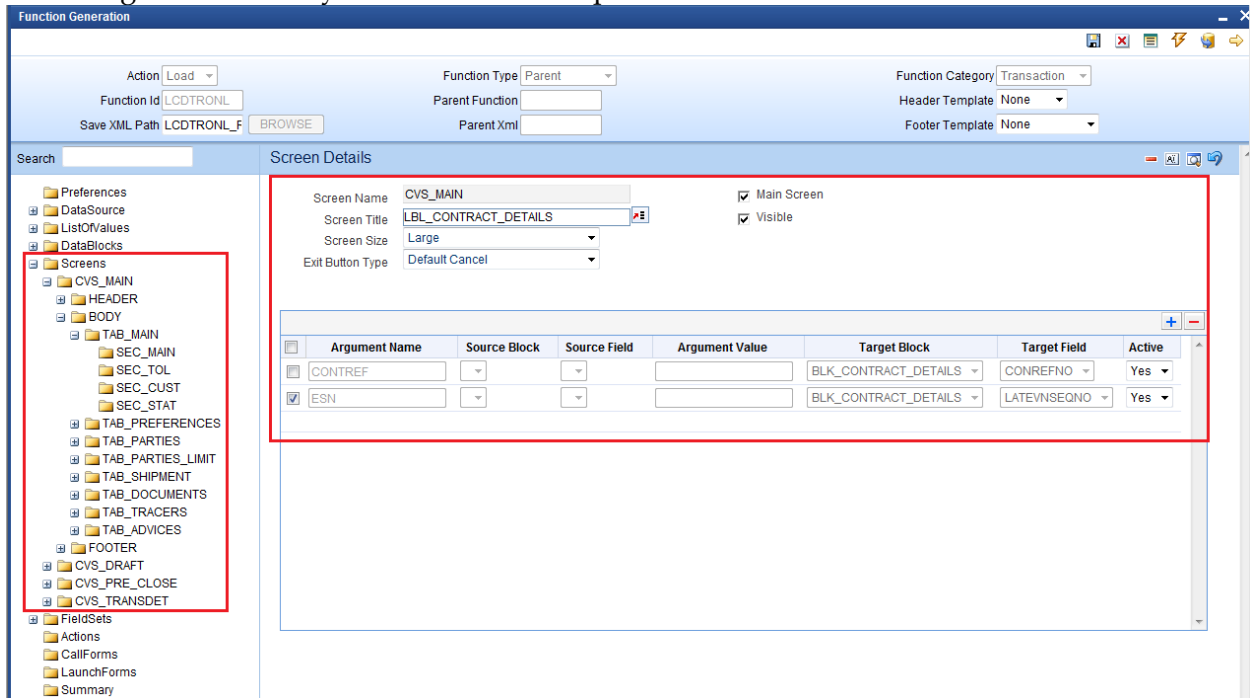 Function Generation
Action Load Function Type Parent Function Category Transaction
Function Id LCDTRONL Parent Function Header Template None
Save XML Path LCDTRONL_F BROWSE Parent Xml Footer Template None
Search Screen Details
Preferences
DataSource
ListOfValues
DataBlocks
Screens
CVS_MAIN
HEADER
BODY
TAB_MAIN
SEC_MAIN
SEC_TOL
SEC_CUST
SEC_STAT
TAB_PREFERENCES
TAB_PARTIES
TAB_PARTIES_LIMIT
TAB_SHIPMENT
TAB_DOCUMENTS
TAB_TRACERS
TAB_ADVICES
FOOTER
CVS_DRAFT
CVS_PRE_CLOSE
CVS_TRANSDET
FieldSets
Actions
CallForms
LaunchForms
Summary
Screen Name CVS_MAIN Main Screen
Screen Title LBL_CONTRACT_DETAILS Visible
Screen Size Large
Exit Button Type Default Cancel
Argument Name Source Block Source Field Argument Value Target Block Target Field Active
CONTREF BLK_CONTRACT_DETAILS CONREFNO Yes
ESN BLK_CONTRACT_DETAILS LATEVNSEQNO Yes